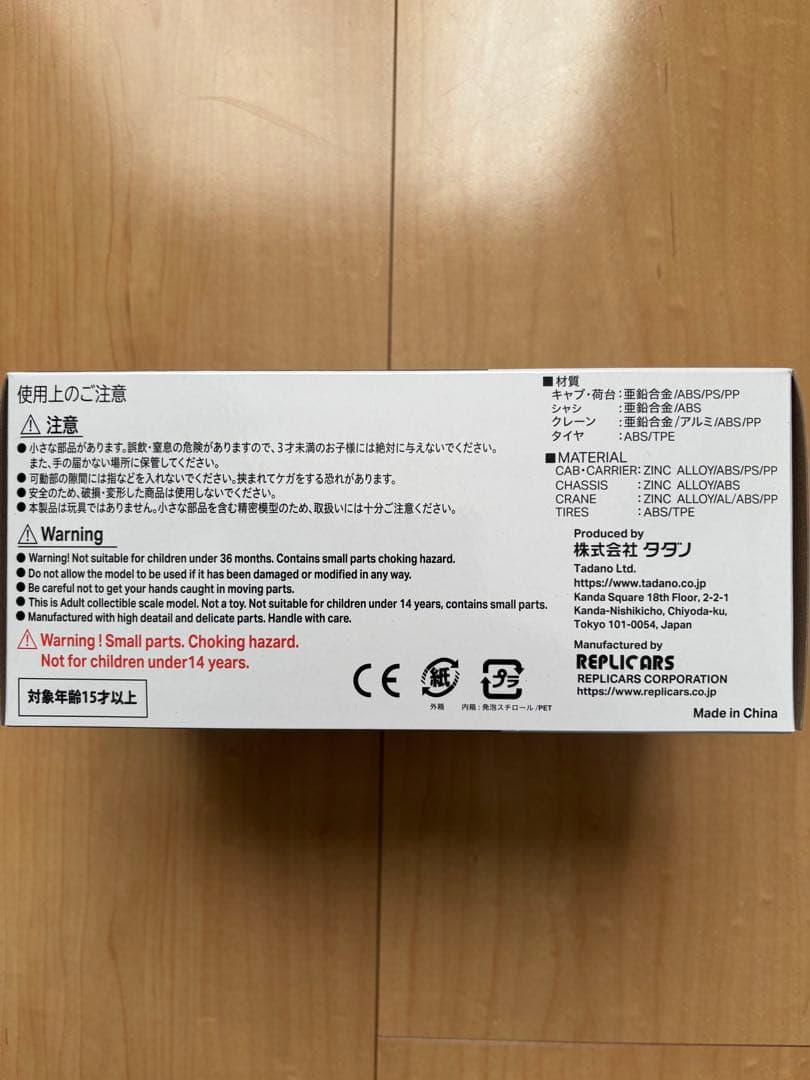 使用上のご注意
⚠ 注意
●小さな部品があります。誤飲・窒息の危険がありますので、3才未満のお子様には絶対に与えないでください。
また、手の届かない場所に保管してください。
●可動部の隙間には指などを入れないでください。挟まれてケガをする恐れがあります。
●安全のため、破損・変形した商品は使用しないでください。
●本製品は玩具ではありません。小さな部品を含む精密模型のため、取扱いには十分ご注意ください。
⚠ Warning
● Warning! Not suitable for children under 36 months. Contains small parts choking hazard.
● Do not allow the model to be used if it has been damaged or modified in any way.
● Be careful not to get your hands caught in moving parts.
● This is Adult collectible scale model. Not a toy. Not suitable for children under 14 years, contains small parts.
● Manufactured with high deatail and delicate parts. Handle with care.
⚠ Warning! Small parts. Choking hazard.
Not for children under14 years.
対象年齢15才以上
CE
紙
外箱
プラ
内箱:発泡スチロール/PET
■材質
キャブ・荷台:亜鉛合金/ABS/PS/PP
シャシ:亜鉛合金/ABS
クレーン:亜鉛合金/アルミ/ABS/PP
タイヤ:ABS/TPE
■MATERIAL
CAB・CARRIER: ZINC ALLOY/ABS/PS/PP
CHASSIS : ZINC ALLOY/ABS
CRANE : ZINC ALLOY/AL/ABS/PP
TIRES : ABS/TPE
Produced by
株式会社 タダノ
Tadano Ltd.
https://www.tadano.co.jp
Kanda Square 18th Floor, 2-2-1
Kanda-Nishikicho, Chiyoda-ku,
Tokyo 101-0054, Japan
Manufactured by
REPLICARS
REPLICARS CORPORATION
https://www.replicars.co.jp
Made in China